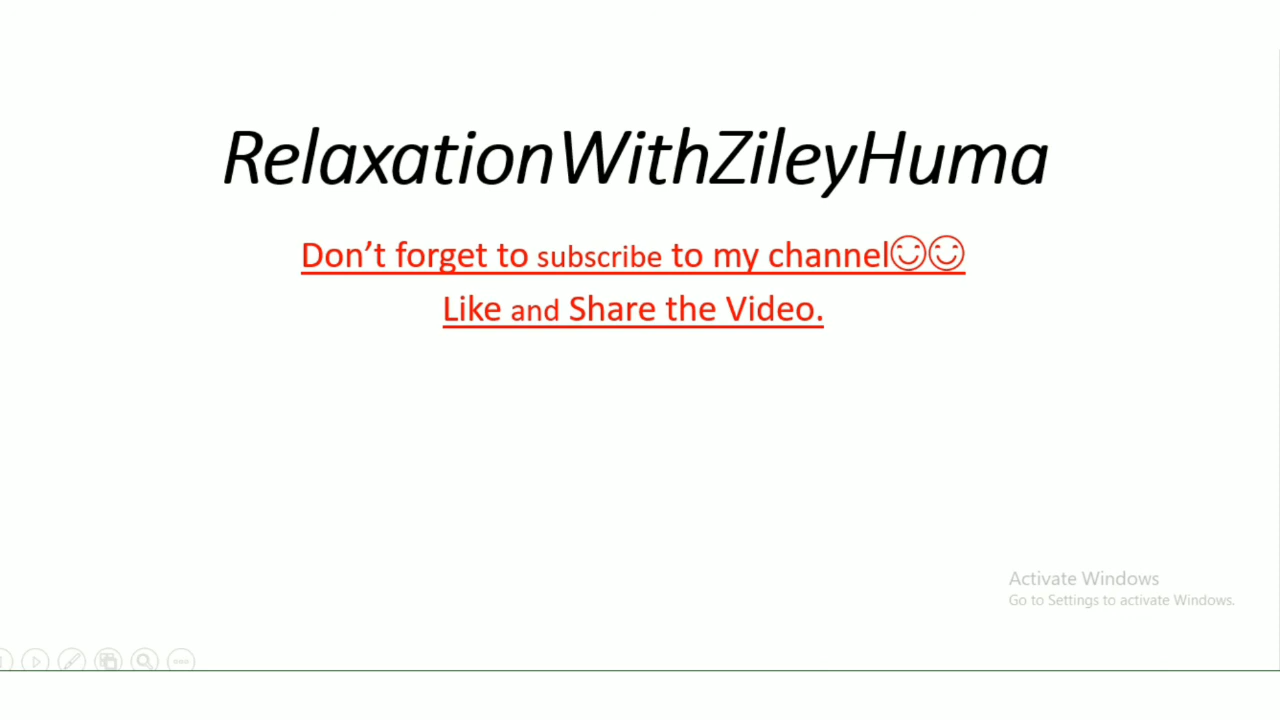 RelaxationWithZileyHuma
Don’t forget to subscribe to my channel☺☺
Like and Share the Video.
Activate Windows
Go to Settings to activate Windows.